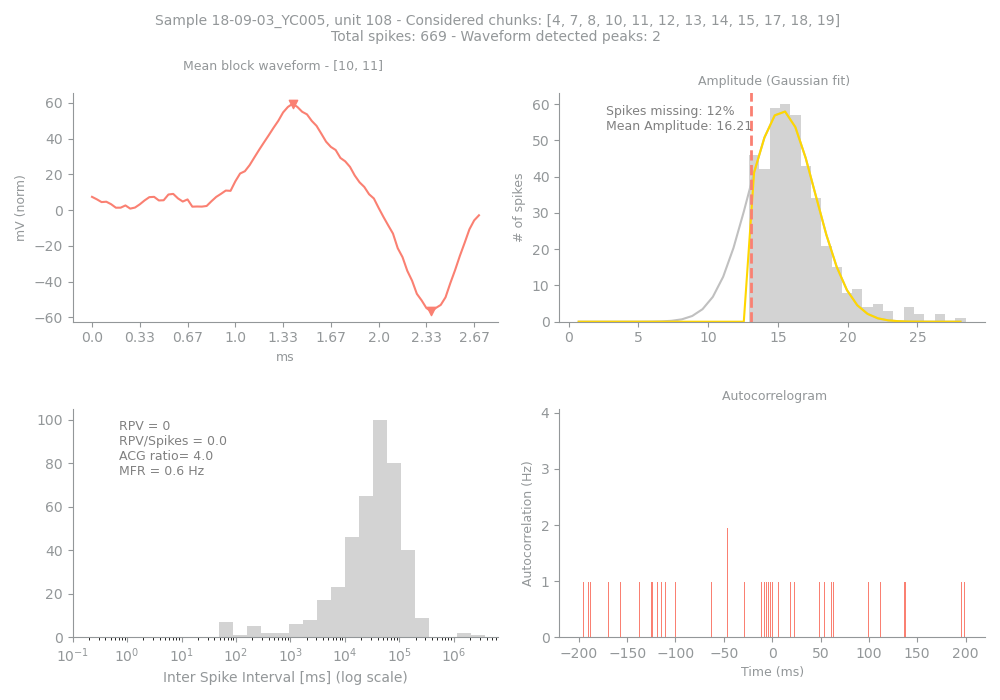 Sample 18-09-03_YC005, unit 108 - Considered chunks: [4, 7, 8, 10, 11, 12, 13, 14, 15, 17, 18, 19]
Total spikes: 669 - Waveform detected peaks: 2
Mean block waveform - [10, 11]
60
40
20
0
−20
−40
−60
mV (norm)
0.0 0.33 0.67 1.0 1.33 1.67 2.0 2.33 2.67
ms
Amplitude (Gaussian fit)
Spikes missing: 12%
Mean Amplitude: 16.21
60
50
40
30
20
10
0
# of spikes
0 5 10 15 20 25
RPV = 0
RPV/Spikes = 0.0
ACG ratio= 4.0
MFR = 0.6 Hz
100
80
60
40
20
0
10⁻¹ 10⁰ 10¹ 10² 10³ 10⁴ 10⁵ 10⁶
Inter Spike Interval [ms] (log scale)
Autocorrelogram
4
3
2
1
0
Autocorrelation (Hz)
−200 −150 −100 −50 0 50 100 150 200
Time (ms)